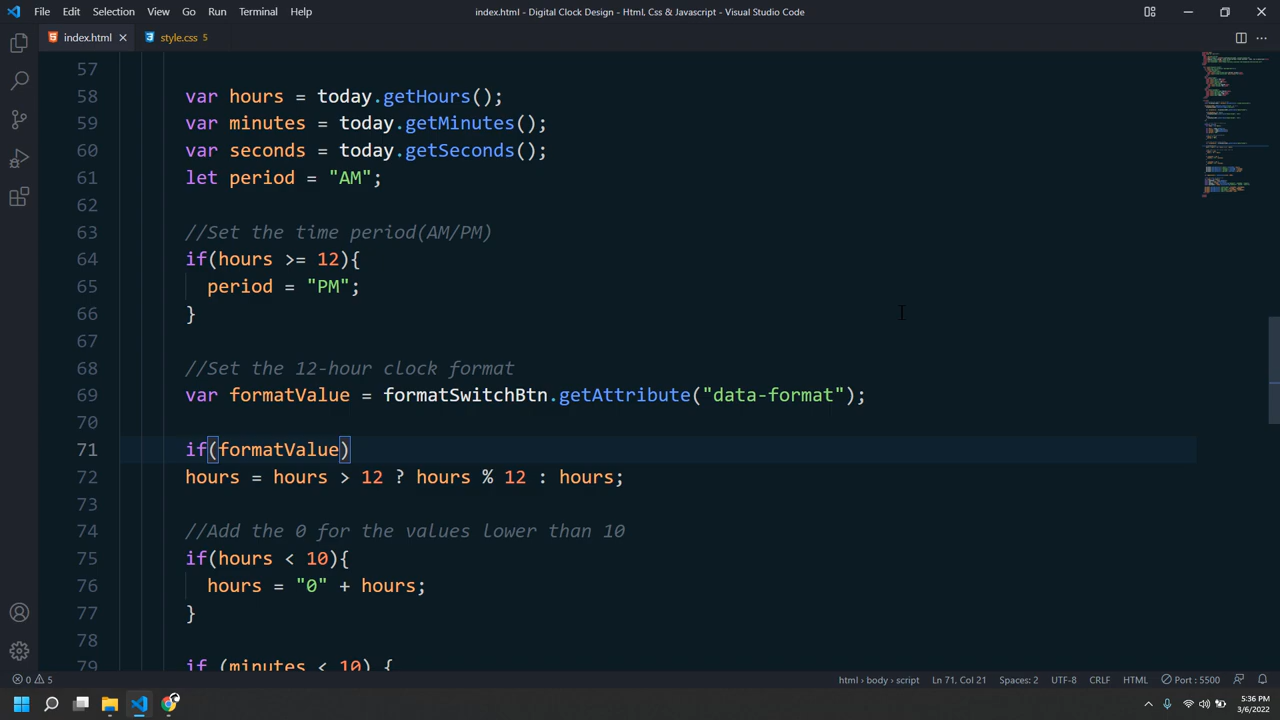 File Edit Selection View Go Run Terminal Help
index.html - Digital Clock Design - Html, Css & Javascript - Visual Studio Code
index.html
style.css 5
57
58 var hours = today.getHours();
59 var minutes = today.getMinutes();
60 var seconds = today.getSeconds();
61 let period = "AM";
62
63 //Set the time period(AM/PM)
64 if(hours >= 12){
65 period = "PM";
66 }
67
68 //Set the 12-hour clock format
69 var formatValue = formatSwitchBtn.getAttribute("data-format");
70
71 if(formatValue)
72 hours = hours > 12 ? hours % 12 : hours;
73
74 //Add the 0 for the values lower than 10
75 if(hours < 10){
76 hours = "0" + hours;
77 }
78
79 if (minutes < 10) {
0 5 html › body › script Ln 71, Col 21 Spaces: 2 UTF-8 CRLF HTML Port : 5500
5:36 PM
3/6/2022